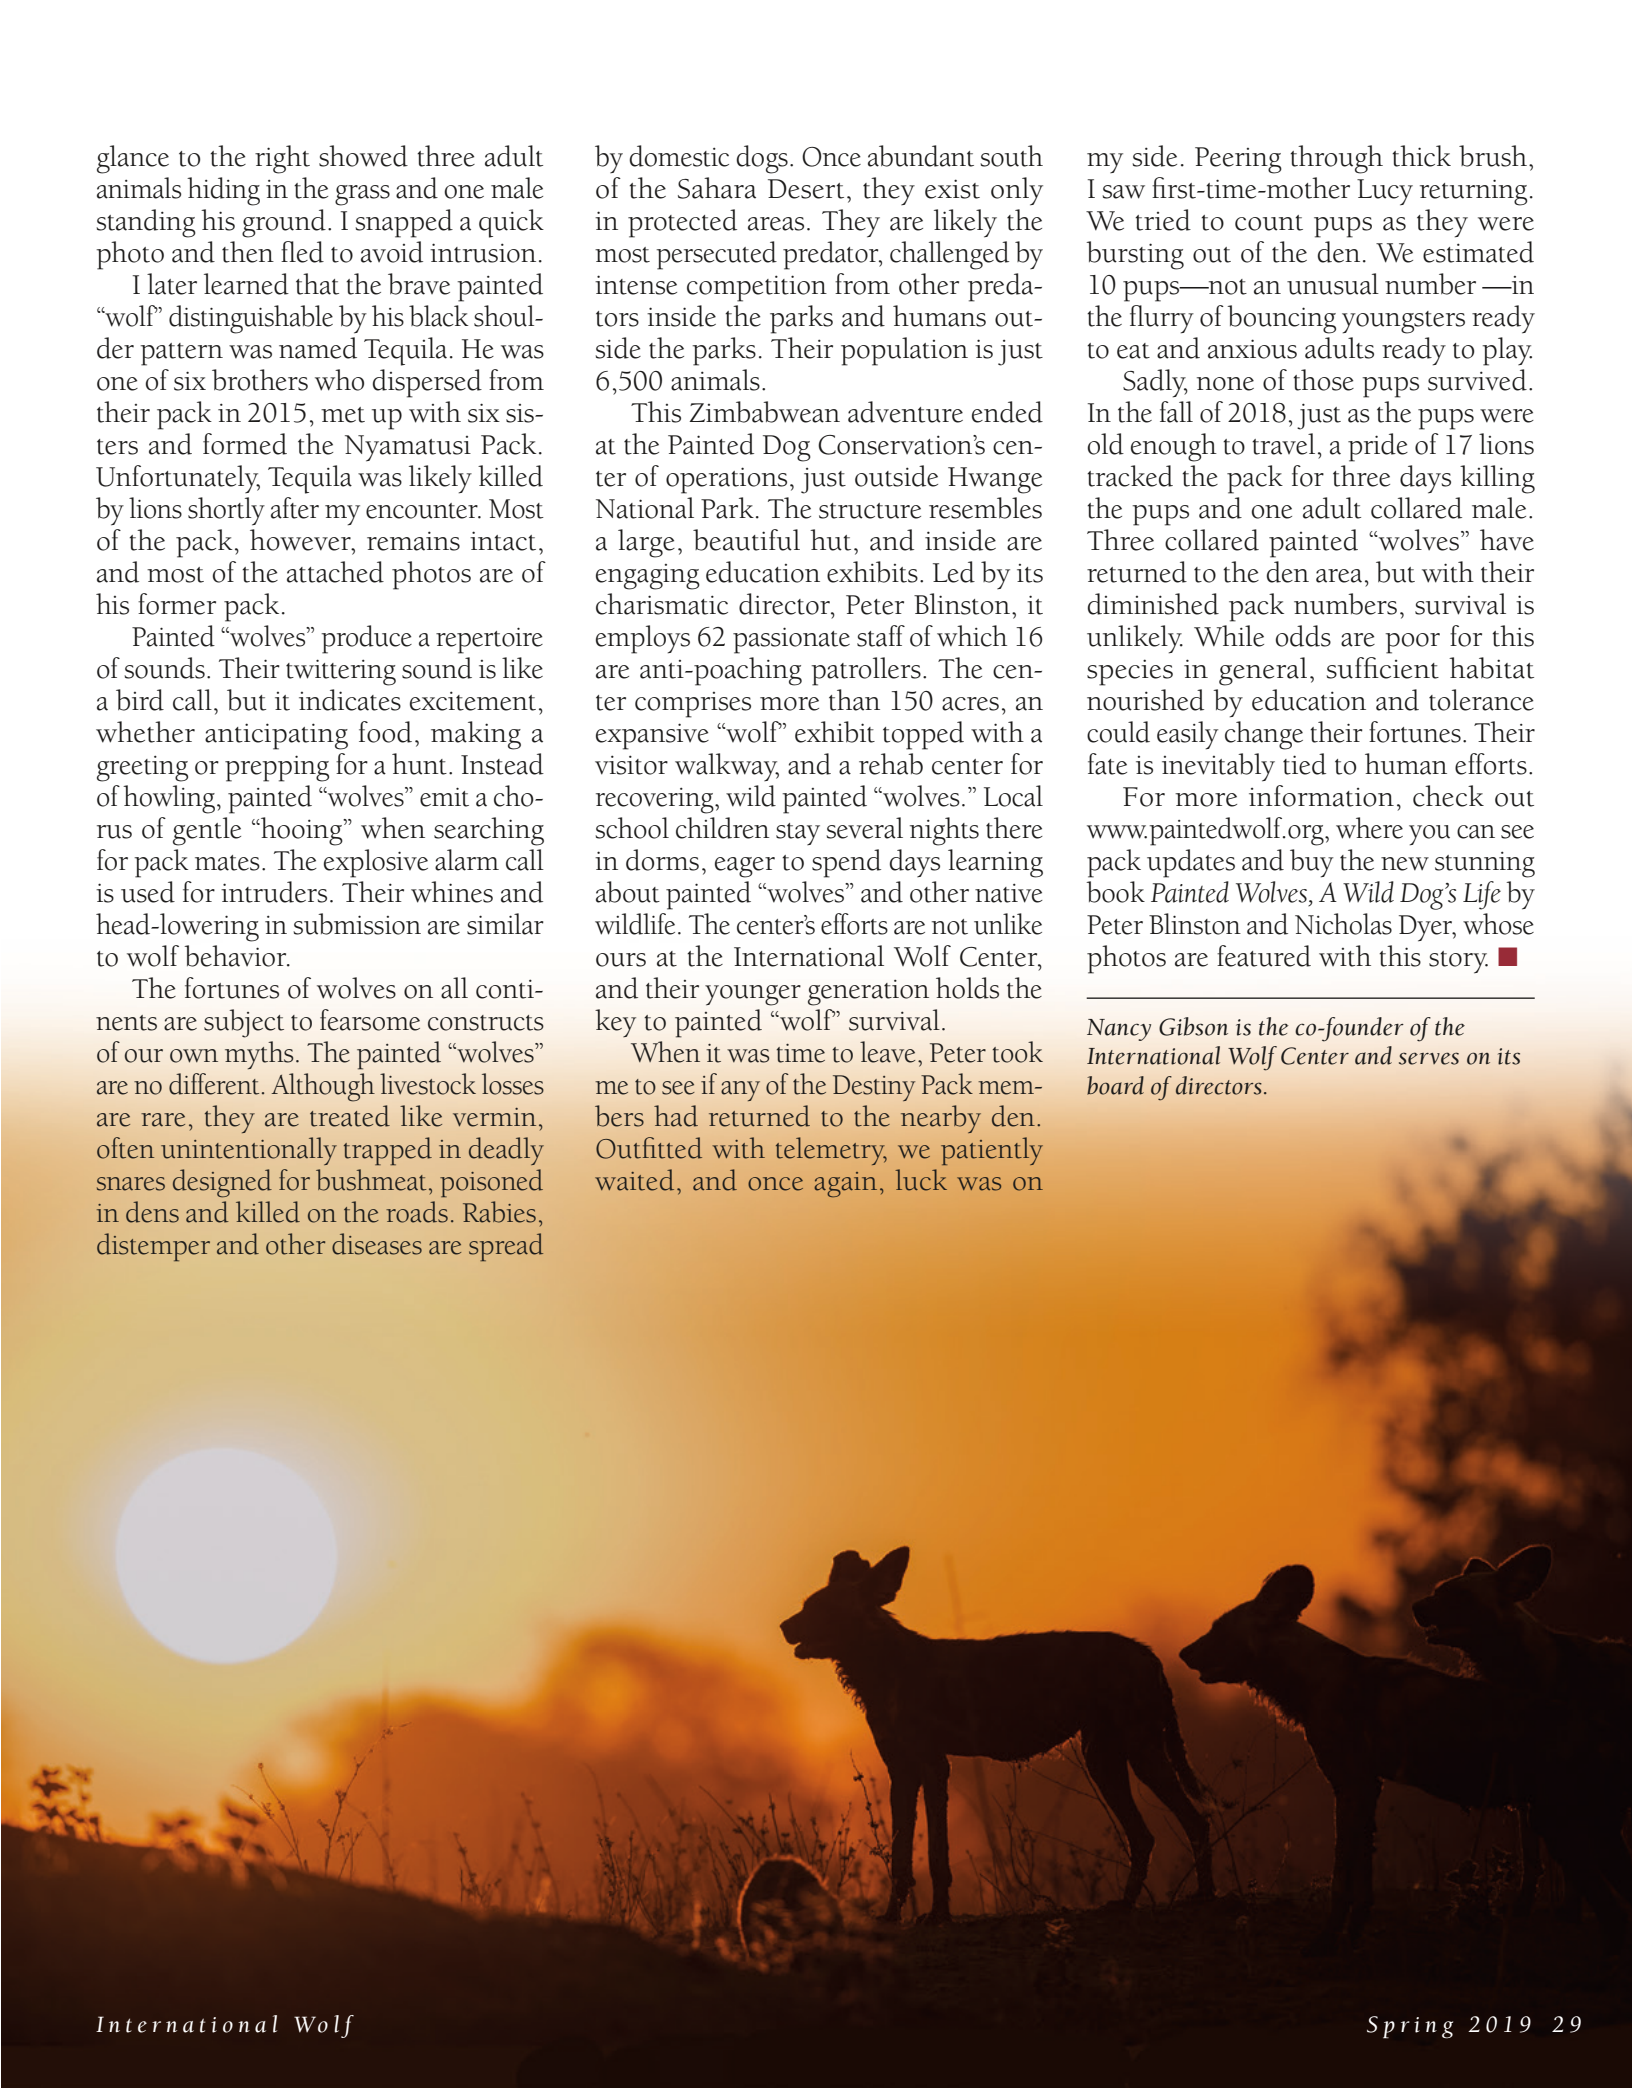 glance to the right showed three adult
animals hiding in the grass and one male
standing his ground. I snapped a quick
photo and then fled to avoid intrusion.
I later learned that the brave painted
“wolf” distinguishable by his black shoul-
der pattern was named Tequila. He was
one of six brothers who dispersed from
their pack in 2015, met up with six sis-
ters and formed the Nyamatusi Pack.
Unfortunately, Tequila was likely killed
by lions shortly after my encounter. Most
of the pack, however, remains intact,
and most of the attached photos are of
his former pack.
Painted “wolves” produce a repertoire
of sounds. Their twittering sound is like
a bird call, but it indicates excitement,
whether anticipating food, making a
greeting or prepping for a hunt. Instead
of howling, painted “wolves” emit a cho-
rus of gentle “hooing” when searching
for pack mates. The explosive alarm call
is used for intruders. Their whines and
head-lowering in submission are similar
to wolf behavior.
The fortunes of wolves on all conti-
nents are subject to fearsome constructs
of our own myths. The painted “wolves”
are no different. Although livestock losses
are rare, they are treated like vermin,
often unintentionally trapped in deadly
snares designed for bushmeat, poisoned
in dens and killed on the roads. Rabies,
distemper and other diseases are spread
by domestic dogs. Once abundant south
of the Sahara Desert, they exist only
in protected areas. They are likely the
most persecuted predator, challenged by
intense competition from other preda-
tors inside the parks and humans out-
side the parks. Their population is just
6,500 animals.
This Zimbabwean adventure ended
at the Painted Dog Conservation’s cen-
ter of operations, just outside Hwange
National Park. The structure resembles
a large, beautiful hut, and inside are
engaging education exhibits. Led by its
charismatic director, Peter Blinston, it
employs 62 passionate staff of which 16
are anti-poaching patrollers. The cen-
ter comprises more than 150 acres, an
expansive “wolf” exhibit topped with a
visitor walkway, and a rehab center for
recovering, wild painted “wolves.” Local
school children stay several nights there
in dorms, eager to spend days learning
about painted “wolves” and other native
wildlife. The center’s efforts are not unlike
ours at the International Wolf Center,
and their younger generation holds the
key to painted “wolf” survival.
When it was time to leave, Peter took
me to see if any of the Destiny Pack mem-
bers had returned to the nearby den.
Outfitted with telemetry, we patiently
waited, and once again, luck was on
my side. Peering through thick brush,
I saw first-time-mother Lucy returning.
We tried to count pups as they were
bursting out of the den. We estimated
10 pups—not an unusual number —in
the flurry of bouncing youngsters ready
to eat and anxious adults ready to play.
Sadly, none of those pups survived.
In the fall of 2018, just as the pups were
old enough to travel, a pride of 17 lions
tracked the pack for three days killing
the pups and one adult collared male.
Three collared painted “wolves” have
returned to the den area, but with their
diminished pack numbers, survival is
unlikely. While odds are poor for this
species in general, sufficient habitat
nourished by education and tolerance
could easily change their fortunes. Their
fate is inevitably tied to human efforts.
For more information, check out
www.paintedwolf.org, where you can see
pack updates and buy the new stunning
book Painted Wolves, A Wild Dog’s Life by
Peter Blinston and Nicholas Dyer, whose
photos are featured with this story.
Nancy Gibson is the co-founder of the
International Wolf Center and serves on its
board of directors.
International Wolf
Spring 2019 29